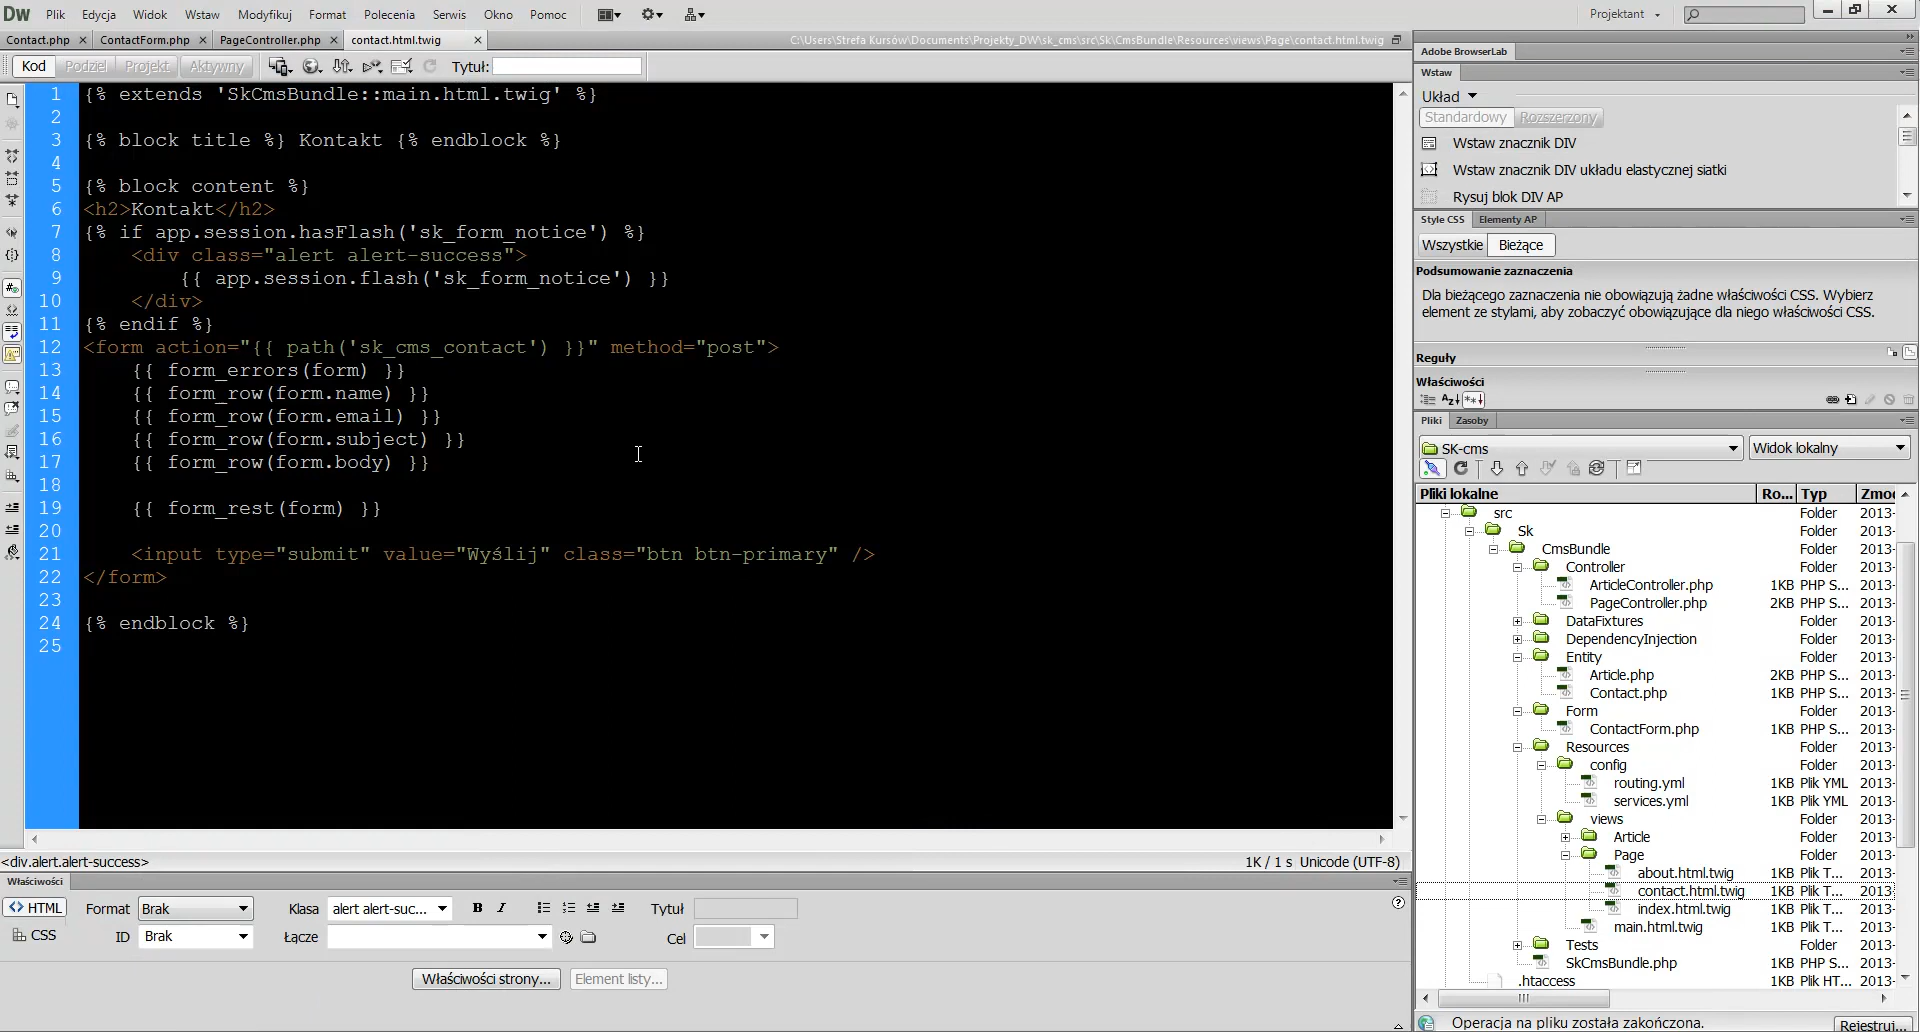 DW Plik Edycja Widok Wstaw Modyfikuj Format Polecenia Serwis Okno Pomoc Projektant
Contact.php ContactForm.php PageController.php contact.html.twig C:\Users\Strefa Kursów\Documents\Projekty_DW\sk_cms\src\Sk\CmsBundle\Resources\views\Page\contact.html.twig
Kod Podziel Projekt Aktywny Tytuł:
1 {% extends 'SkCmsBundle::main.html.twig' %}
2
3 {% block title %} Kontakt {% endblock %}
4
5 {% block content %}
6 <h2>Kontakt</h2>
7 {% if app.session.hasFlash('sk_form_notice') %}
8 <div class="alert alert-success">
9 {{ app.session.flash('sk_form_notice') }}
10 </div>
11 {% endif %}
12 <form action="{{ path('sk_cms_contact') }}" method="post">
13 {{ form_errors(form) }}
14 {{ form_row(form.name) }}
15 {{ form_row(form.email) }}
16 {{ form_row(form.subject) }}
17 {{ form_row(form.body) }}
18
19 {{ form_rest(form) }}
20
21 <input type="submit" value="Wyślij" class="btn btn-primary" />
22 </form>
23
24 {% endblock %}
25
<div.alert.alert-success> 1K / 1 s Unicode (UTF-8)
Właściwości
HTML Format Brak Klasa alert alert-suc... B I Tytuł
CSS ID Brak Łącze Cel
Właściwości strony... Element listy...
Adobe BrowserLab
Wstaw
Układ
Standardowy Rozszerzony
Wstaw znacznik DIV
Wstaw znacznik DIV układu elastycznej siatki
Rysuj blok DIV AP
Style CSS Elementy AP
Wszystkie Bieżące
Podsumowanie zaznaczenia
Dla bieżącego zaznaczenia nie obowiązują żadne właściwości CSS. Wybierz
element ze stylami, aby zobaczyć obowiązujące dla niego właściwości CSS.
Reguły
Właściwości
Pliki Zasoby
SK-cms Widok lokalny
Pliki lokalne Ro... Typ Zmoc
src Folder 2013-
Sk Folder 2013-
CmsBundle Folder 2013-
Controller Folder 2013-
ArticleController.php 1KB PHP S... 2013-
PageController.php 2KB PHP S... 2013-
DataFixtures Folder 2013-
DependencyInjection Folder 2013-
Entity Folder 2013-
Article.php 2KB PHP S... 2013-
Contact.php 1KB PHP S... 2013-
Form Folder 2013-
ContactForm.php 1KB PHP S... 2013-
Resources Folder 2013-
config Folder 2013-
routing.yml 1KB Plik YML 2013-
services.yml 1KB Plik YML 2013-
views Folder 2013-
Article Folder 2013-
Page Folder 2013-
about.html.twig 1KB Plik T... 2013-
contact.html.twig 1KB Plik T... 2013
index.html.twig 1KB Plik T... 2013-
main.html.twig 1KB Plik T... 2013-
Tests Folder 2013-
SkCmsBundle.php 1KB PHP S... 2013-
.htaccess 1KB Plik HT... 2013-
Operacja na pliku została zakończona. Rejestruj...